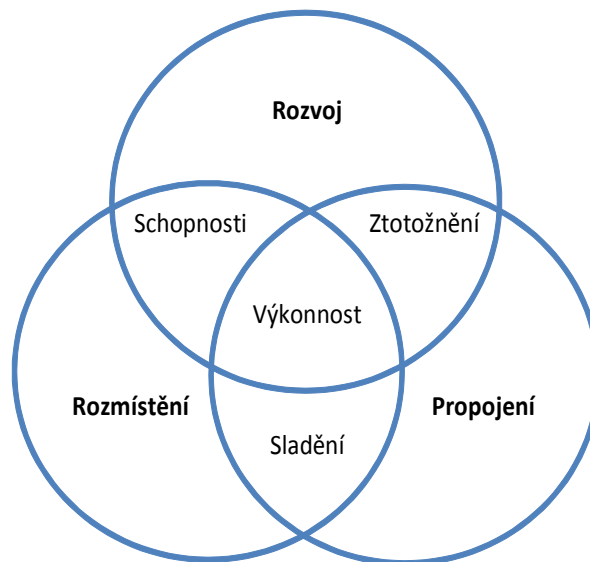 Rozvoj
Schopnosti
Ztotožnění
Výkonnost
Rozmístění
Propojení
Sladění